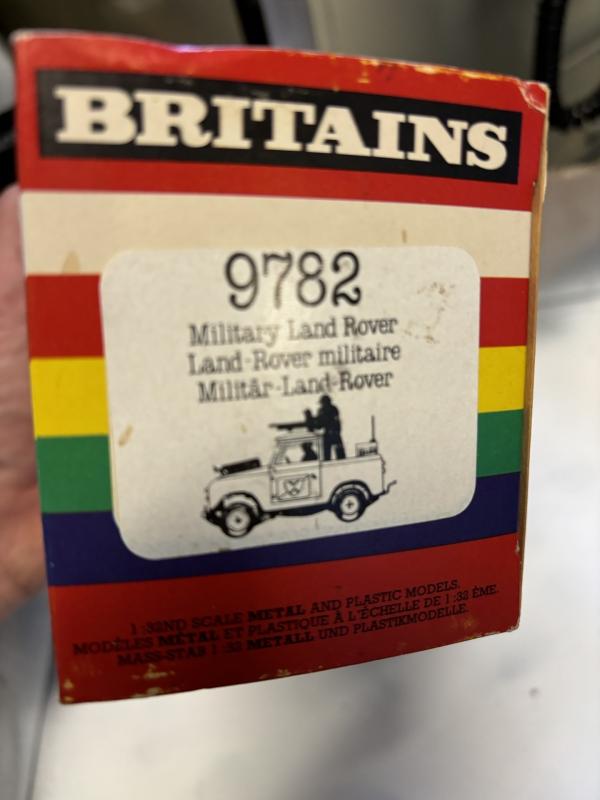 BRITAINS
9782
Military Land Rover
Land-Rover militaire
Militär-Land-Rover
1:32ND SCALE METAL AND PLASTIC MODELS.
MODÈLES MÉTAL ET PLASTIQUE À L'ÉCHELLE DE 1:32 ÈME.
MASS-STAB 1:32 METALL UND PLASTIKMODELLE.